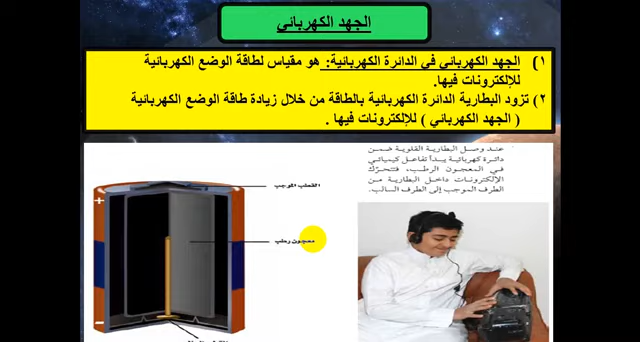 الجهد الكهربائي
١) الجهد الكهربائي في الدائرة الكهربائية: هو مقياس لطاقة الوضع الكهربائية
للإلكترونات فيها.
٢) تزود البطارية الدائرة الكهربائية بالطاقة من خلال زيادة طاقة الوضع الكهربائية
( الجهد الكهربائي ) للإلكترونات فيها .
عند وصل البطارية القلوية ضمن
دائرة كهربائية يبدأ تفاعل كيميائي
في المعجون الرطب، فتتحرك
الإلكترونات داخل البطارية من
الطرف الموجب إلى الطرف السالب.
القطب الموجب
معجون رطب
+
−